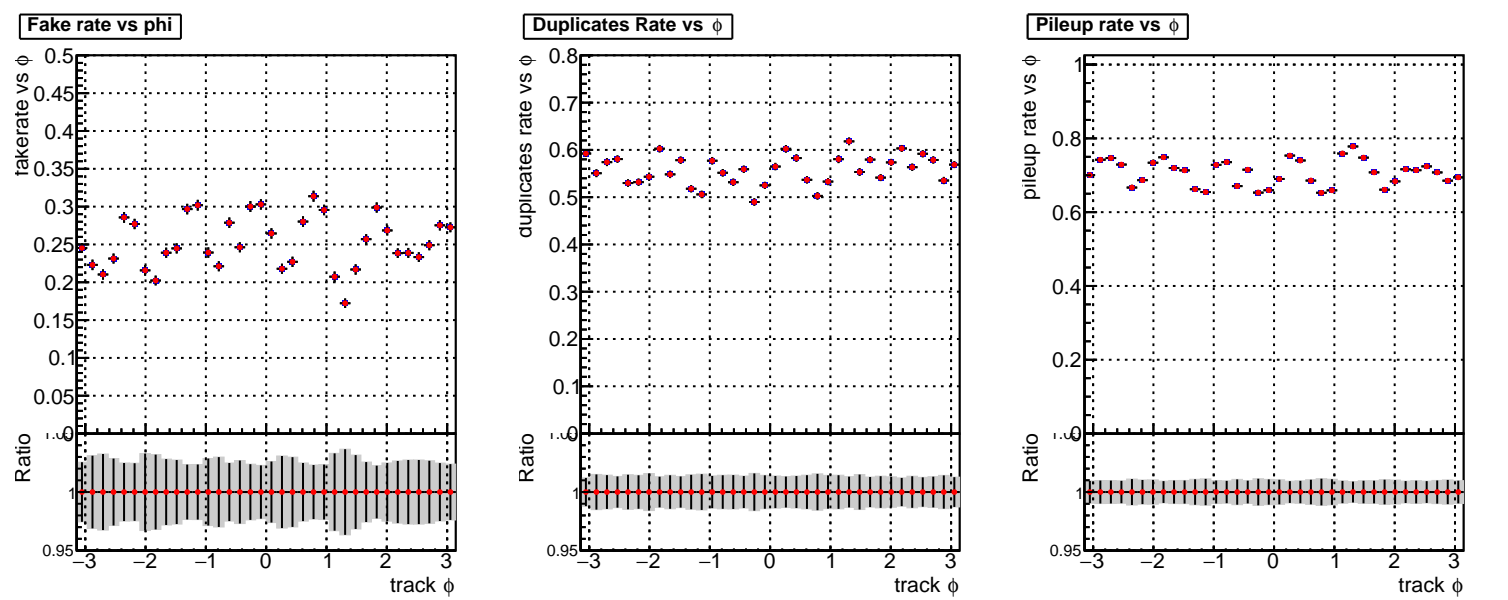 Fake rate vs phi
fakerate vs ϕ
0.5
0.45
0.4
0.35
0.3
0.25
0.2
0.15
0.1
0.05
0
Ratio
1
0.95
−3 −2 −1 0 1 2 3
track ϕ
Duplicates Rate vs ϕ
duplicates rate vs ϕ
0.8
0.7
0.6
0.5
0.4
0.3
0.2
0.1
0
Ratio
1
0.95
−3 −2 −1 0 1 2 3
track ϕ
Pileup rate vs ϕ
pileup rate vs ϕ
1
0.8
0.6
0.4
0.2
0
Ratio
1
0.95
−3 −2 −1 0 1 2 3
track ϕ